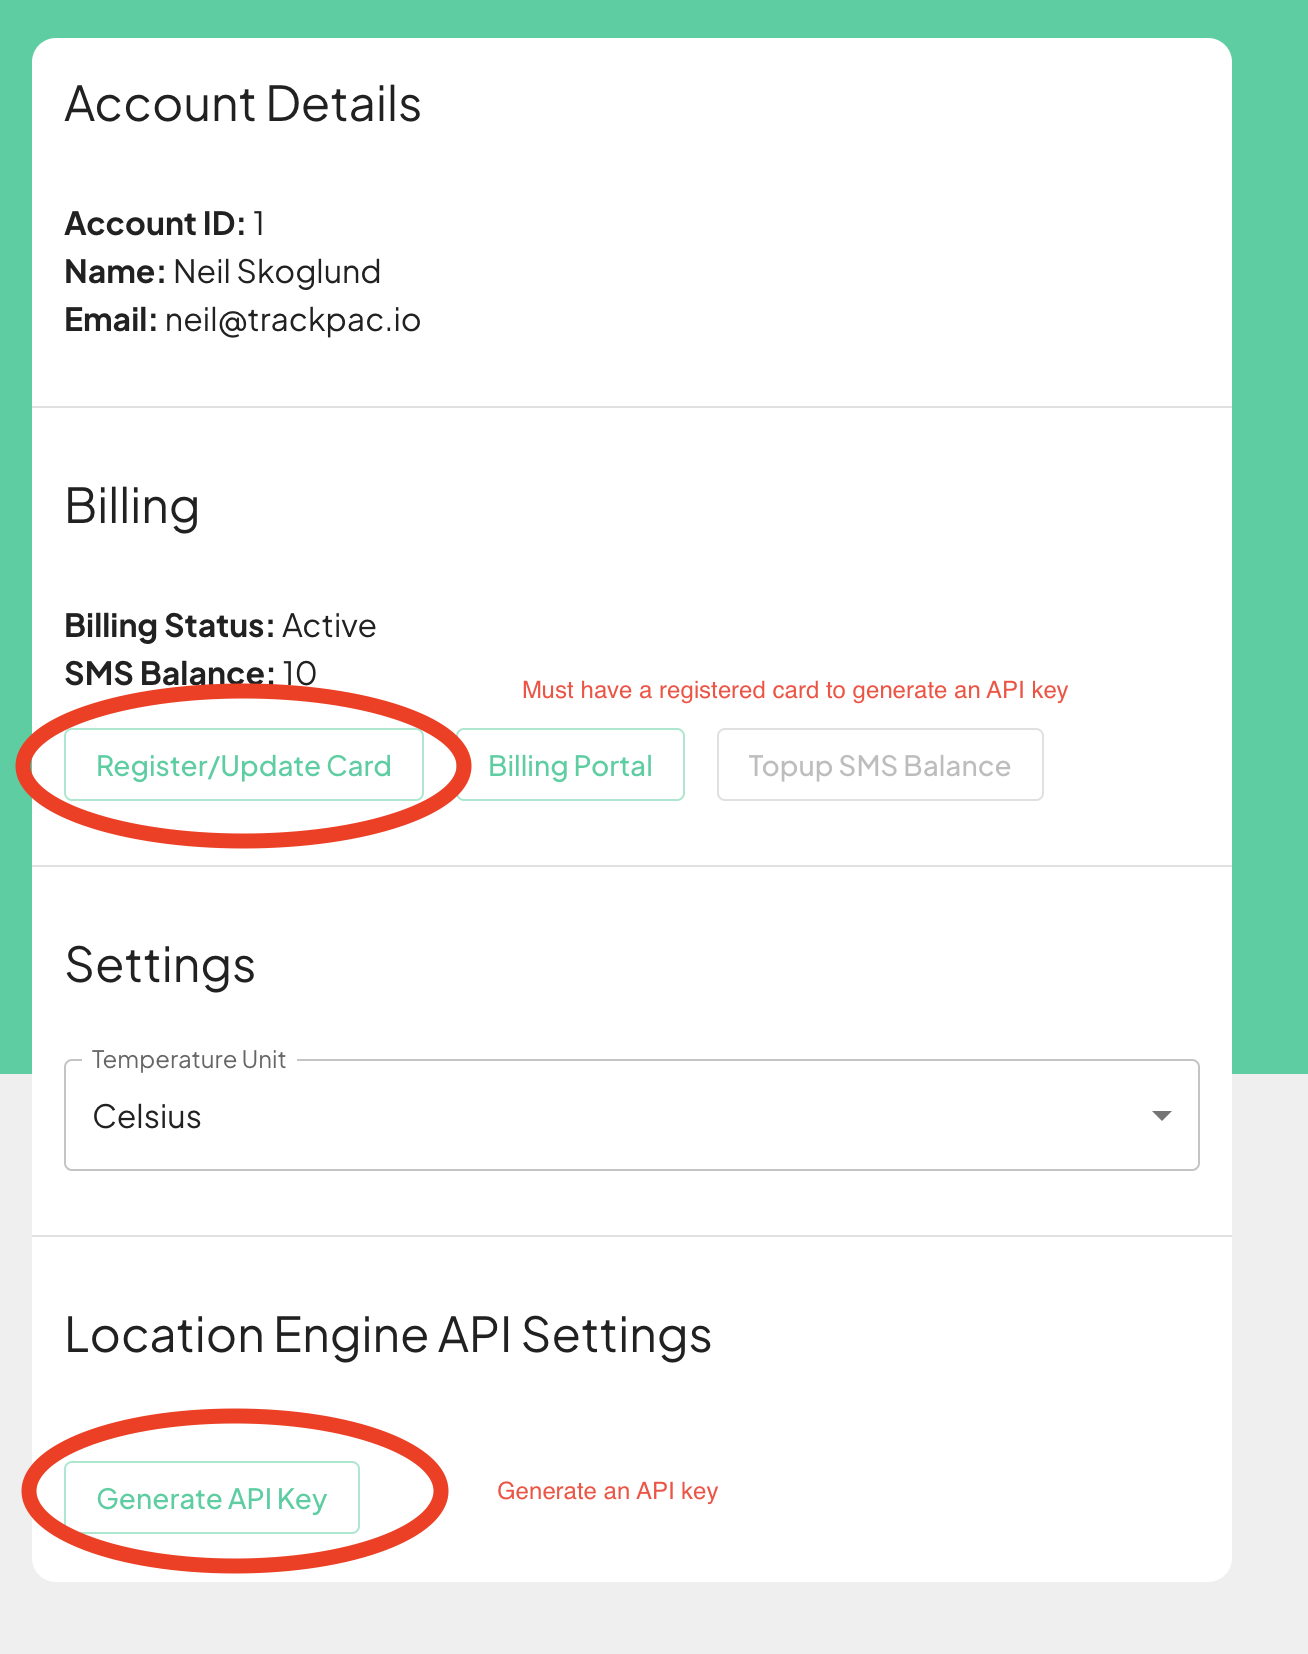 Account Details
Account ID: 1
Name: Neil Skoglund
Email: neil@trackpac.io
Billing
Billing Status: Active
SMS Balance: 10
Must have a registered card to generate an API key
Register/Update Card
Billing Portal
Topup SMS Balance
Settings
Temperature Unit
Celsius
Location Engine API Settings
Generate API Key
Generate an API key